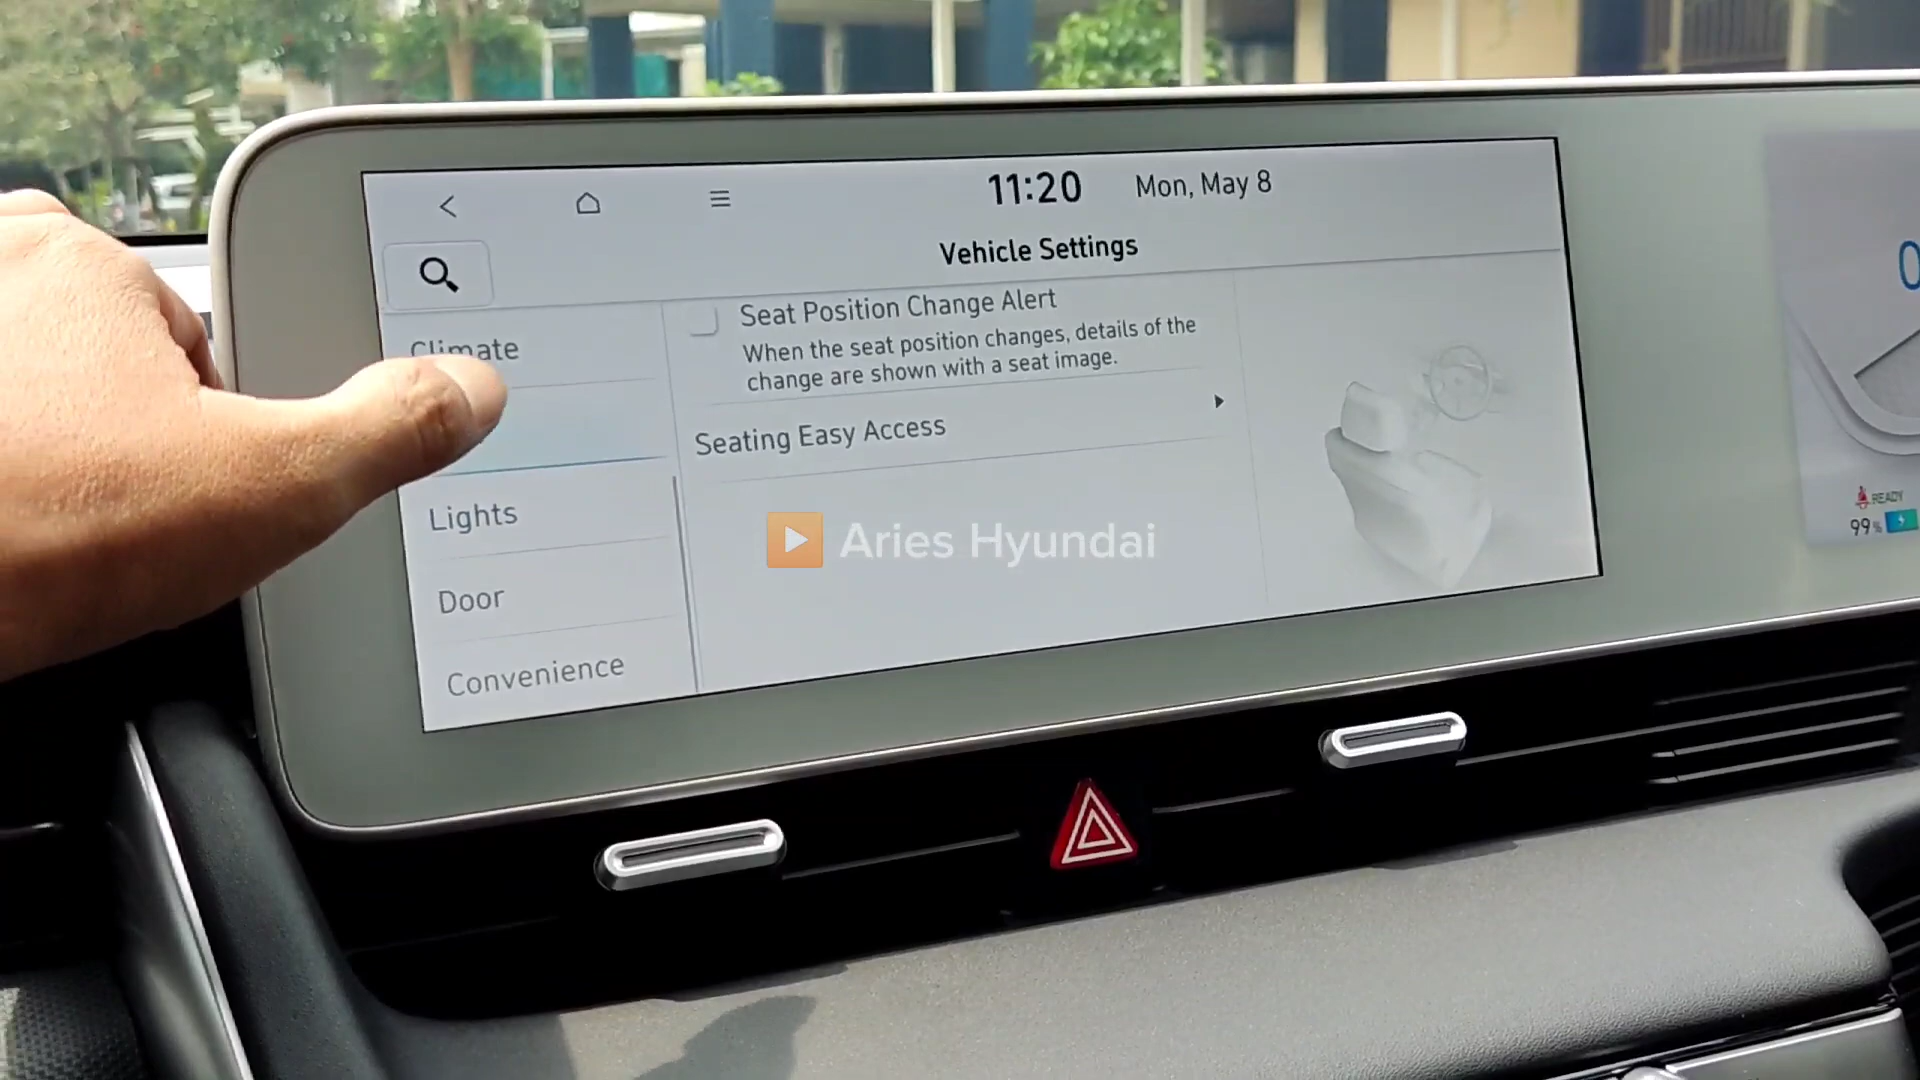 11:20 Mon, May 8
Vehicle Settings
Climate
Lights
Door
Convenience
Seat Position Change Alert
When the seat position changes, details of the
change are shown with a seat image.
Seating Easy Access
Aries Hyundai
0
READY
99%